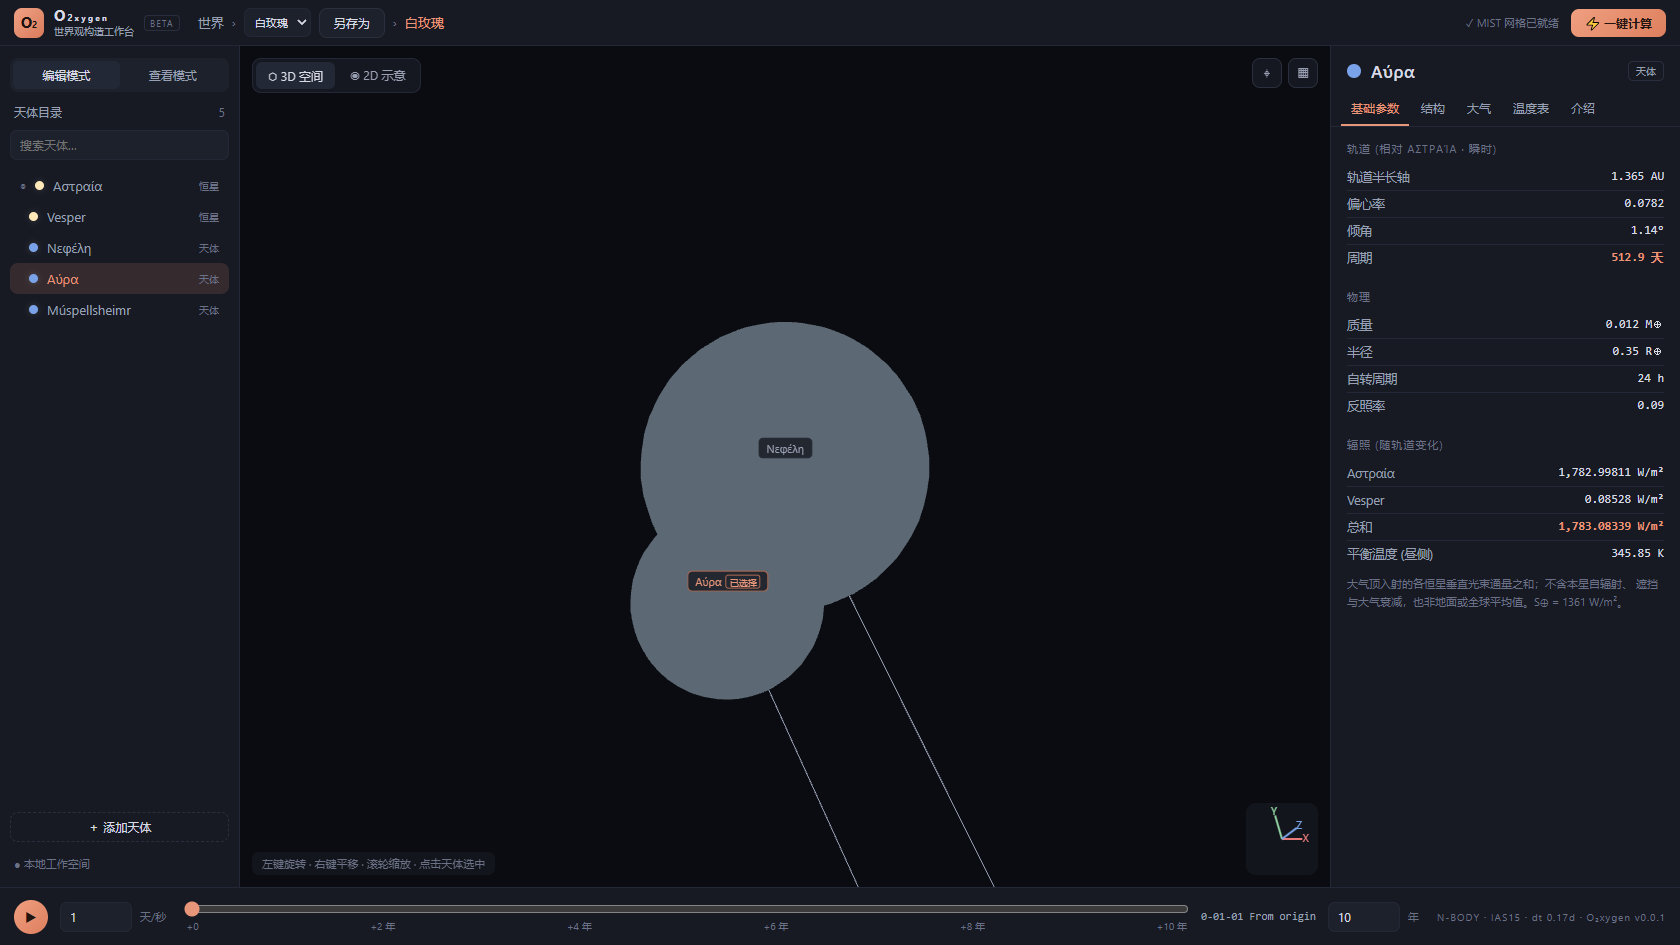 O₂
O₂xygen
世界观构造工作台
BETA
世界 ›
白玫瑰
另存为
› 白玫瑰
✓ MIST 网格已就绪
⚡ 一键计算
编辑模式
查看模式
天体目录
5
搜索天体...
Αστραία 恒星
Vesper 恒星
Νεφέλη 天体
Αύρα 天体
Múspellsheimr 天体
+ 添加天体
本地工作空间
3D 空间
2D 示意
Νεφέλη
Αύρα 已选择
左键旋转 · 右键平移 · 滚轮缩放 · 点击天体选中
Y
Z
X
Αύρα
天体
基础参数 结构 大气 温度表 介绍
轨道 (相对 ΑΣΤΡΑΊΑ · 瞬时)
轨道半长轴 1.365 AU
偏心率 0.0782
倾角 1.14°
周期 512.9 天
物理
质量 0.012 M⊕
半径 0.35 R⊕
自转周期 24 h
反照率 0.09
辐照 (随轨道变化)
Αστραία 1,782.99811 W/m²
Vesper 0.08528 W/m²
总和 1,783.08339 W/m²
平衡温度 (昼侧) 345.85 K
大气顶入射的各恒星垂直光束通量之和；不含本星自辐射、 遮挡
与大气衰减，也非地面或全球平均值。S⊕ = 1361 W/m²。
1
天/秒
+0
+2 年
+4 年
+6 年
+8 年
+10 年
0-01-01 From origin
10
年
N-BODY · IAS15 · dt 0.17d · O₂xygen v0.0.1